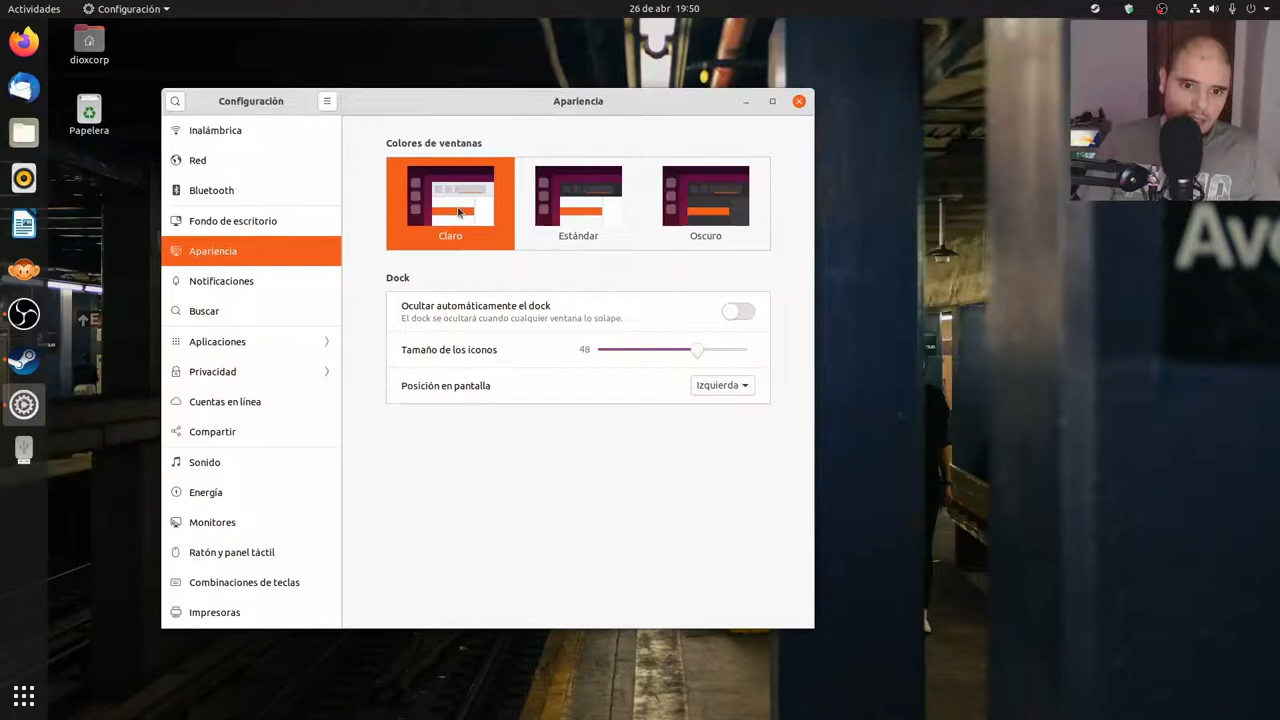 Actividades
Configuración
26 de abr 19:50
dioxcorp
Papelera
Configuración
Apariencia
Inalámbrica
Red
Bluetooth
Fondo de escritorio
Apariencia
Notificaciones
Buscar
Aplicaciones
Privacidad
Cuentas en línea
Compartir
Sonido
Energía
Monitores
Ratón y panel táctil
Combinaciones de teclas
Impresoras
Colores de ventanas
Claro
Estándar
Oscuro
Dock
Ocultar automáticamente el dock
El dock se ocultará cuando cualquier ventana lo solape.
Tamaño de los iconos
48
Posición en pantalla
Izquierda
Ave